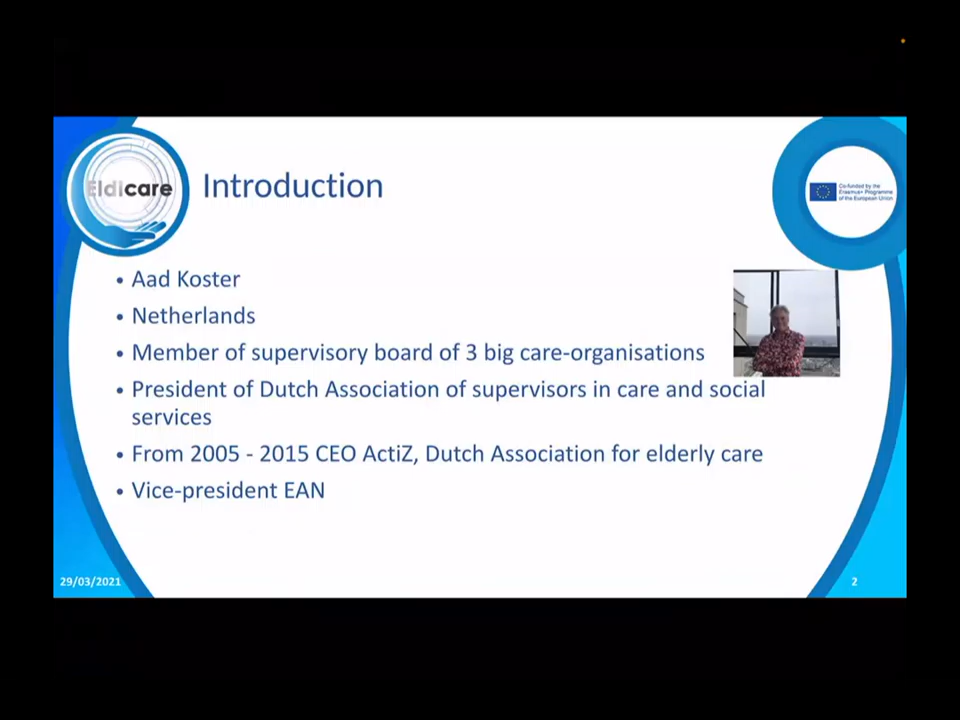 Eldicare
Introduction
Co-funded by the
Erasmus+ Programme
of the European Union
• Aad Koster
• Netherlands
• Member of supervisory board of 3 big care-organisations
• President of Dutch Association of supervisors in care and social
services
• From 2005 - 2015 CEO ActiZ, Dutch Association for elderly care
• Vice-president EAN
29/03/2021
2